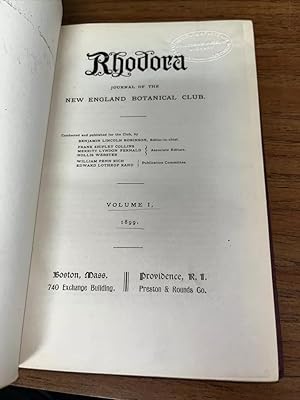 Rhodora
JOURNAL OF THE
NEW ENGLAND BOTANICAL CLUB.
Conducted and published for the Club, by
BENJAMIN LINCOLN ROBINSON, Editor-in-chief.
FRANK SHIPLEY COLLINS
MERRITT LYNDON FERNALD
HOLLIS WEBSTER
Associate Editors.
WILLIAM PENN RICH
EDWARD LOTHROP RAND
Publication Committee.
VOLUME I,
1899.
Boston, Mass.
740 Exchange Building.
Providence, R. I.
Preston & Rounds Co.